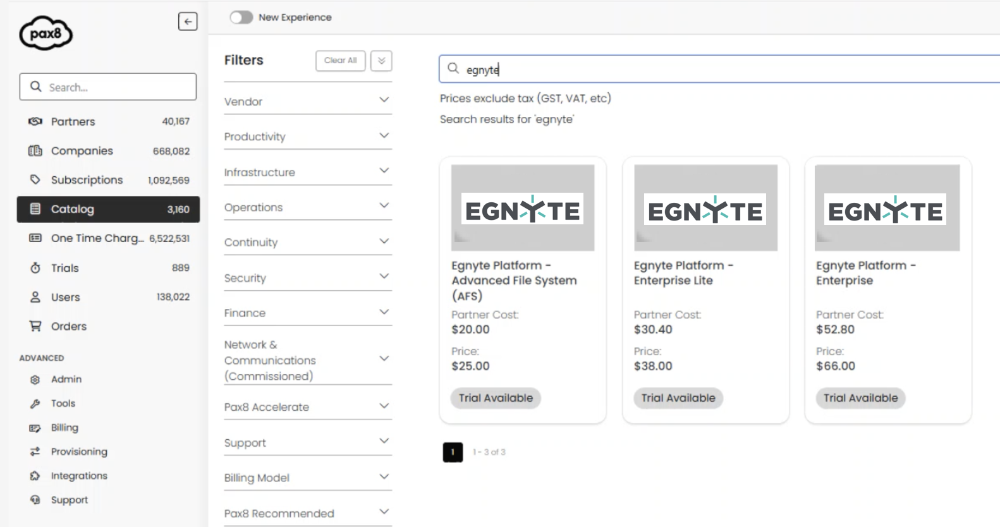 pax8
Search...
Partners 40,167
Companies 668,082
Subscriptions 1,092,569
Catalog 3,160
One Time Charg... 6,522,531
Trials 889
Users 138,022
Orders
ADVANCED
Admin
Tools
Billing
Provisioning
Integrations
Support
New Experience
Filters
Clear All
Vendor
Productivity
Infrastructure
Operations
Continuity
Security
Finance
Network &
Communications
(Commissioned)
Pax8 Accelerate
Support
Billing Model
Pax8 Recommended
egnyte
Prices exclude tax (GST, VAT, etc)
Search results for 'egnyte'
EGNYTE
Egnyte Platform -
Advanced File System
(AFS)
Partner Cost:
$20.00
Price:
$25.00
Trial Available
EGNYTE
Egnyte Platform -
Enterprise Lite
Partner Cost:
$30.40
Price:
$38.00
Trial Available
EGNYTE
Egnyte Platform -
Enterprise
Partner Cost:
$52.80
Price:
$66.00
Trial Available
1 1 - 3 of 3